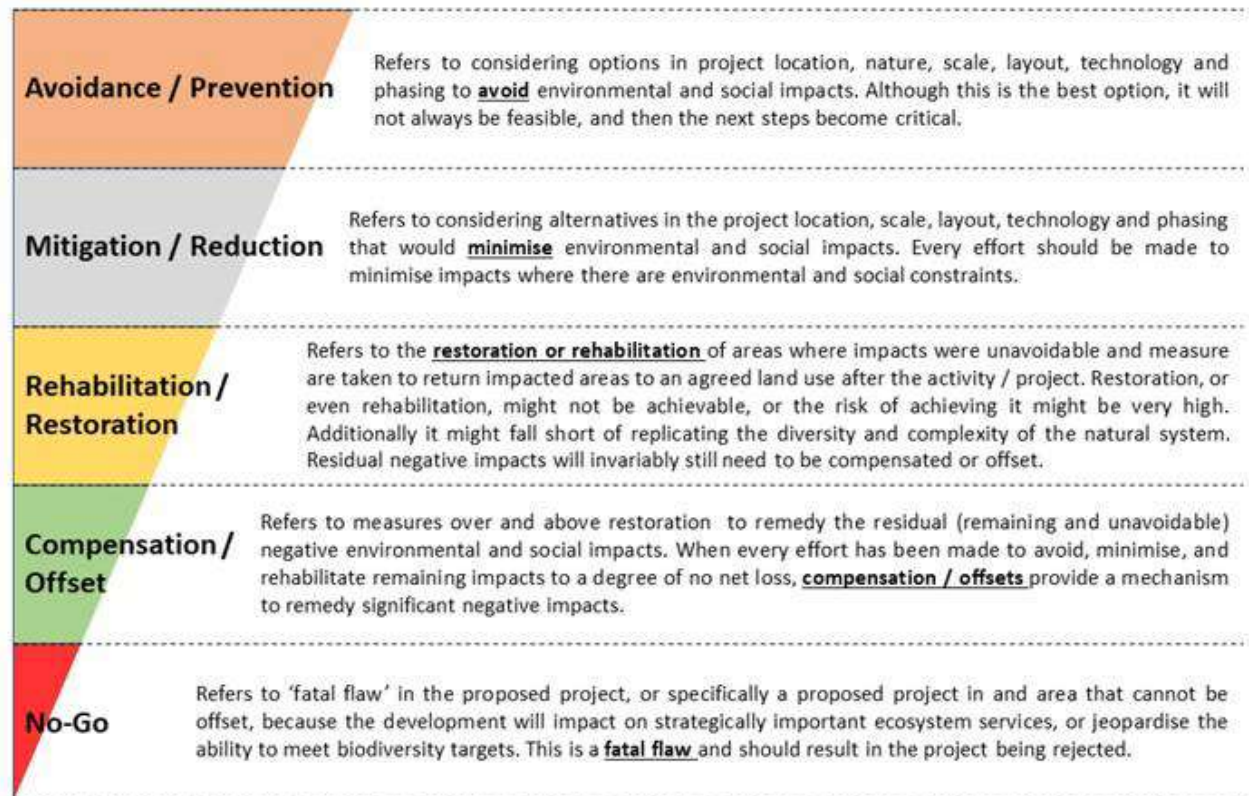 Avoidance / Prevention
Refers to considering options in project location, nature, scale, layout, technology and
phasing to avoid environmental and social impacts. Although this is the best option, it will
not always be feasible, and then the next steps become critical.
Mitigation / Reduction
Refers to considering alternatives in the project location, scale, layout, technology and phasing
that would minimise environmental and social impacts. Every effort should be made to
minimise impacts where there are environmental and social constraints.
Rehabilitation /
Restoration
Refers to the restoration or rehabilitation of areas where impacts were unavoidable and measure
are taken to return impacted areas to an agreed land use after the activity / project. Restoration, or
even rehabilitation, might not be achievable, or the risk of achieving it might be very high.
Additionally it might fall short of replicating the diversity and complexity of the natural system.
Residual negative impacts will invariably still need to be compensated or offset.
Compensation /
Offset
Refers to measures over and above restoration to remedy the residual (remaining and unavoidable)
negative environmental and social impacts. When every effort has been made to avoid, minimise, and
rehabilitate remaining impacts to a degree of no net loss, compensation / offsets provide a mechanism
to remedy significant negative impacts.
No-Go
Refers to ‘fatal flaw’ in the proposed project, or specifically a proposed project in and area that cannot be
offset, because the development will impact on strategically important ecosystem services, or jeopardise the
ability to meet biodiversity targets. This is a fatal flaw and should result in the project being rejected.